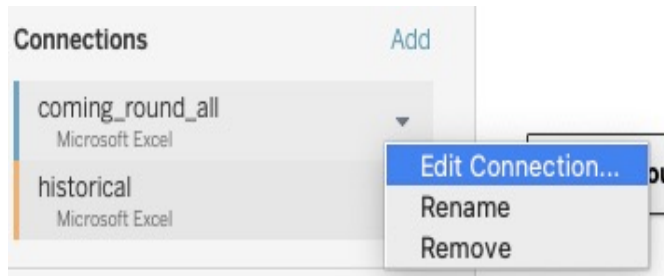 Connections Add
coming_round_all
Microsoft Excel
historical
Microsoft Excel
Edit Connection...
Rename
Remove